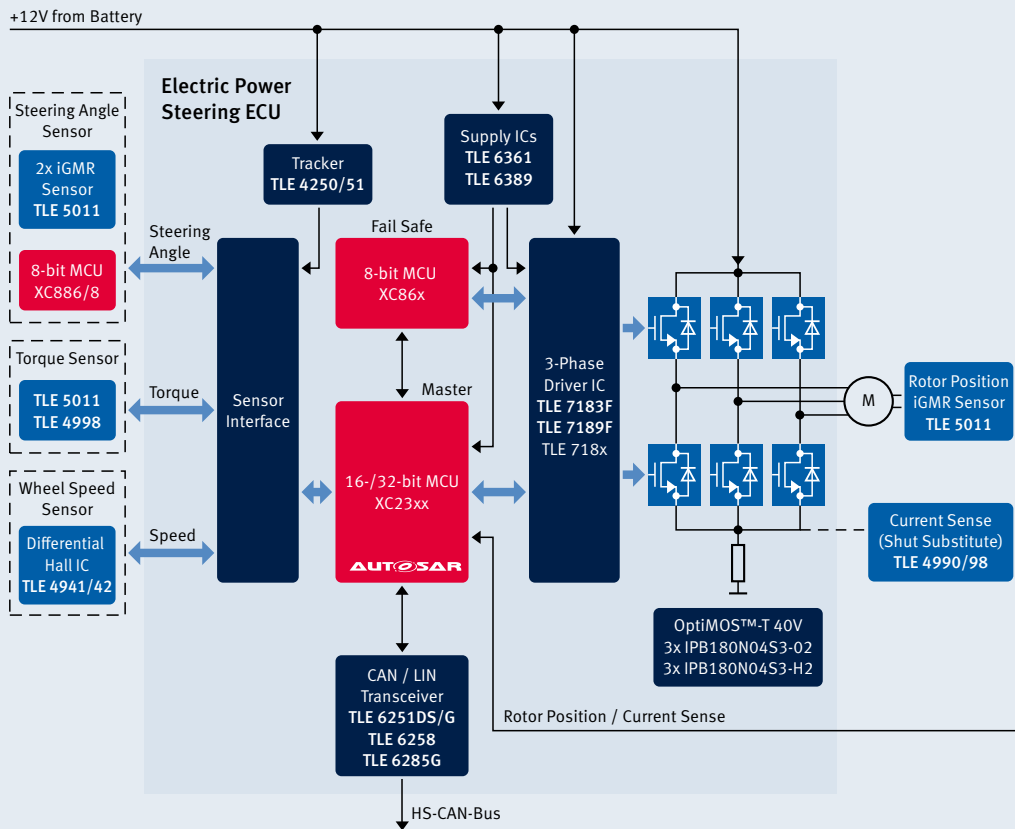 +12V from Battery
Electric Power
Steering ECU
Steering Angle
Sensor
2x iGMR
Sensor
TLE 5011
8-bit MCU
XC886/8
Steering
Angle
Torque Sensor
TLE 5011
TLE 4998
Torque
Wheel Speed
Sensor
Differential
Hall IC
TLE 4941/42
Speed
Tracker
TLE 4250/51
Sensor
Interface
Supply ICs
TLE 6361
TLE 6389
Fail Safe
8-bit MCU
XC86x
Master
16-/32-bit MCU
XC23xx
AUTOSAR
CAN / LIN
Transceiver
TLE 6251DS/G
TLE 6258
TLE 6285G
HS-CAN-Bus
3-Phase
Driver IC
TLE 7183F
TLE 7189F
TLE 718x
M
Rotor Position
iGMR Sensor
TLE 5011
Current Sense
(Shut Substitute)
TLE 4990/98
OptiMOS™-T 40V
3x IPB180N04S3-02
3x IPB180N04S3-H2
Rotor Position / Current Sense